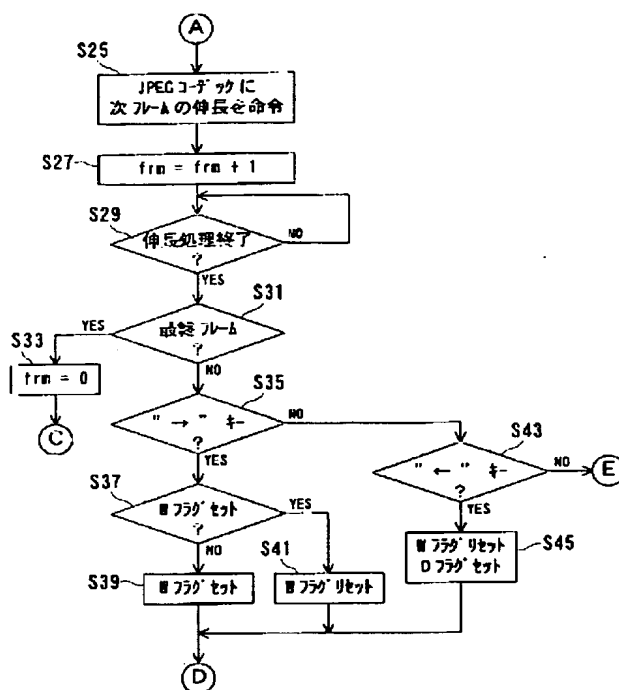 A
S25
JPEGコーデックに
次フレームの伸長を命令
S27
frm = frm + 1
S29
伸長処理終了
?
NO
YES
S31
最終フレーム
?
YES
NO
S33
frm = 0
C
S35
" → " キー
?
NO
YES
S43
" ← " キー
?
NO
E
YES
S37
Wフラグセット
?
YES
NO
S39
Wフラグセット
S41
Wフラグリセット
S45
Wフラグリセット
Dフラグセット
D